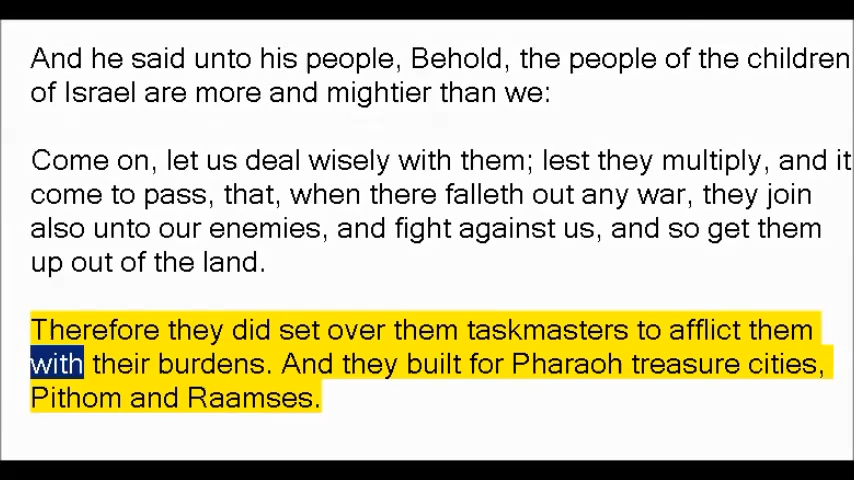 And he said unto his people, Behold, the people of the children
of Israel are more and mightier than we:
Come on, let us deal wisely with them; lest they multiply, and it
come to pass, that, when there falleth out any war, they join
also unto our enemies, and fight against us, and so get them
up out of the land.
Therefore they did set over them taskmasters to afflict them
with their burdens. And they built for Pharaoh treasure cities,
Pithom and Raamses.